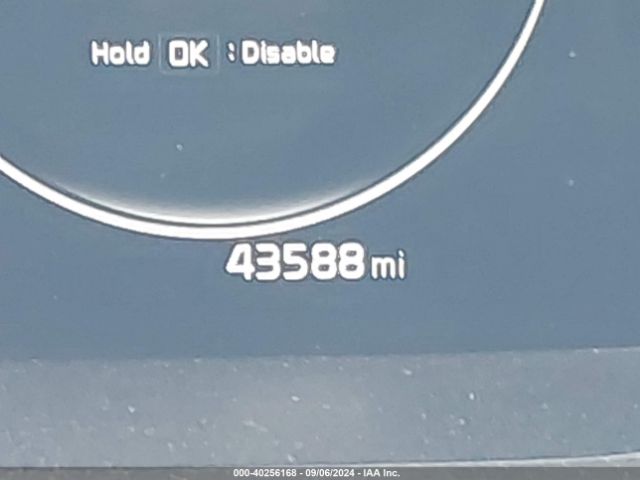 Hold OK : Disable
43588 mi
000-40256168 - 09/06/2024 - IAA Inc.